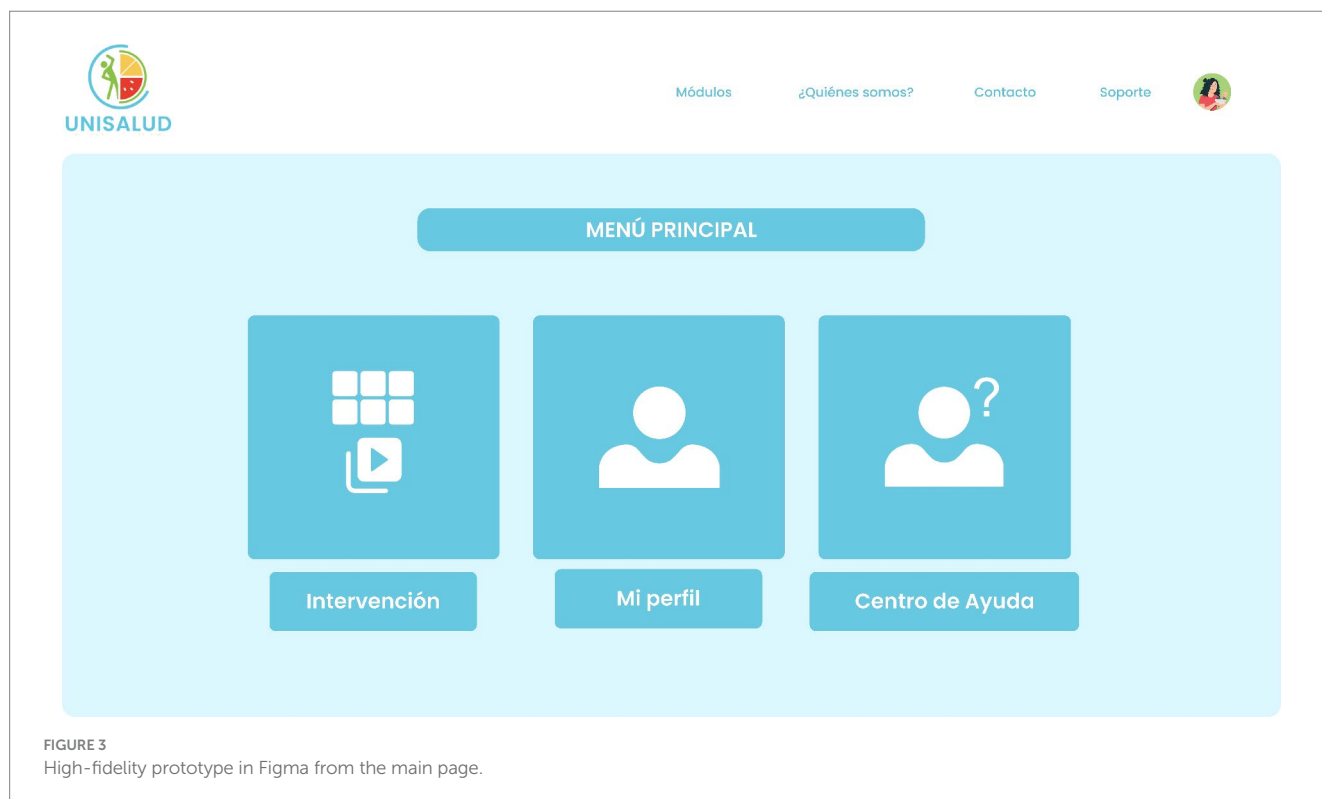 UNISALUD
Módulos
¿Quiénes somos?
Contacto
Soporte
MENÚ PRINCIPAL
?
Intervención
Mi perfil
Centro de Ayuda
FIGURE 3
High-fidelity prototype in Figma from the main page.